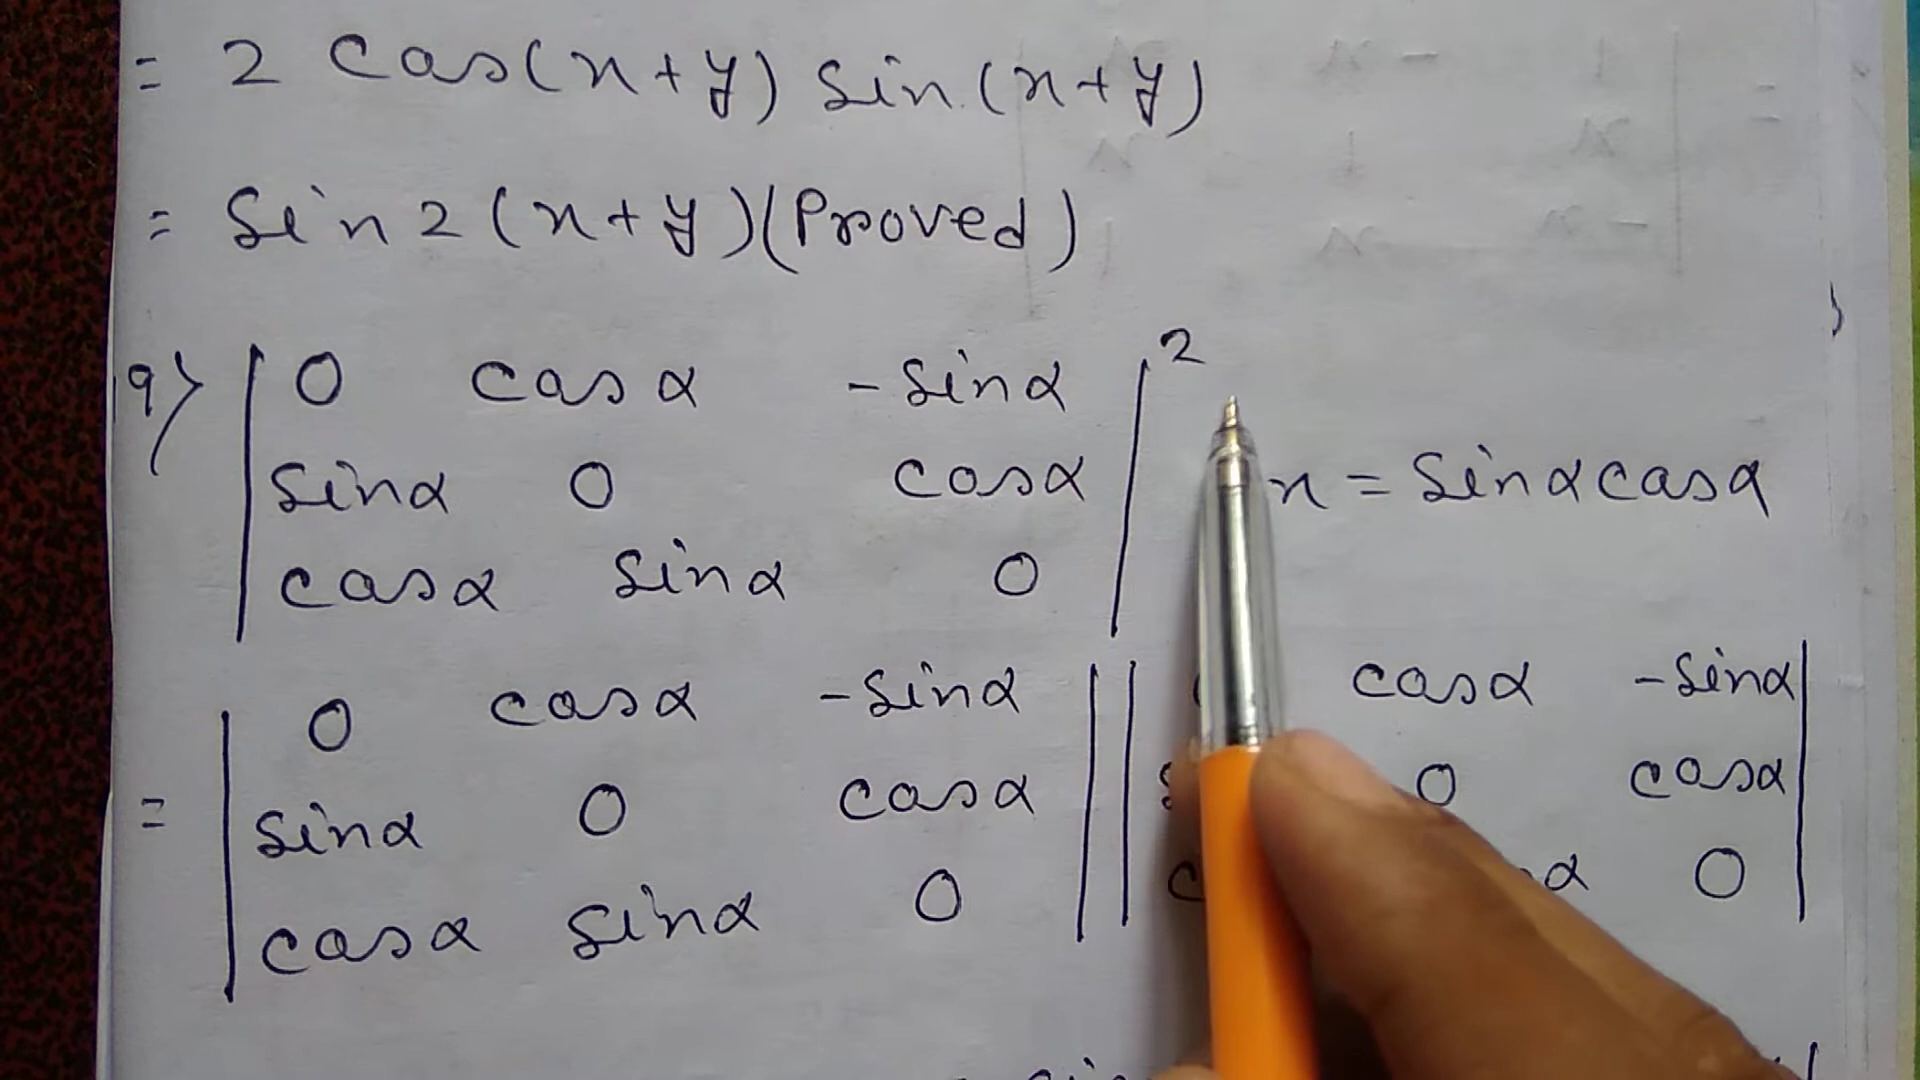 = 2 cos(x+y) sin(x+y)
= sin 2(x+y)(Proved)
19) | 0 cosα -sinα |²
| sinα 0 cosα | x = sinα cosα
| cosα sinα 0 |
= | 0 cosα -sinα | | cosα -sinα |
| sinα 0 cosα | | 0 cosα |
| cosα sinα 0 | | α 0 |